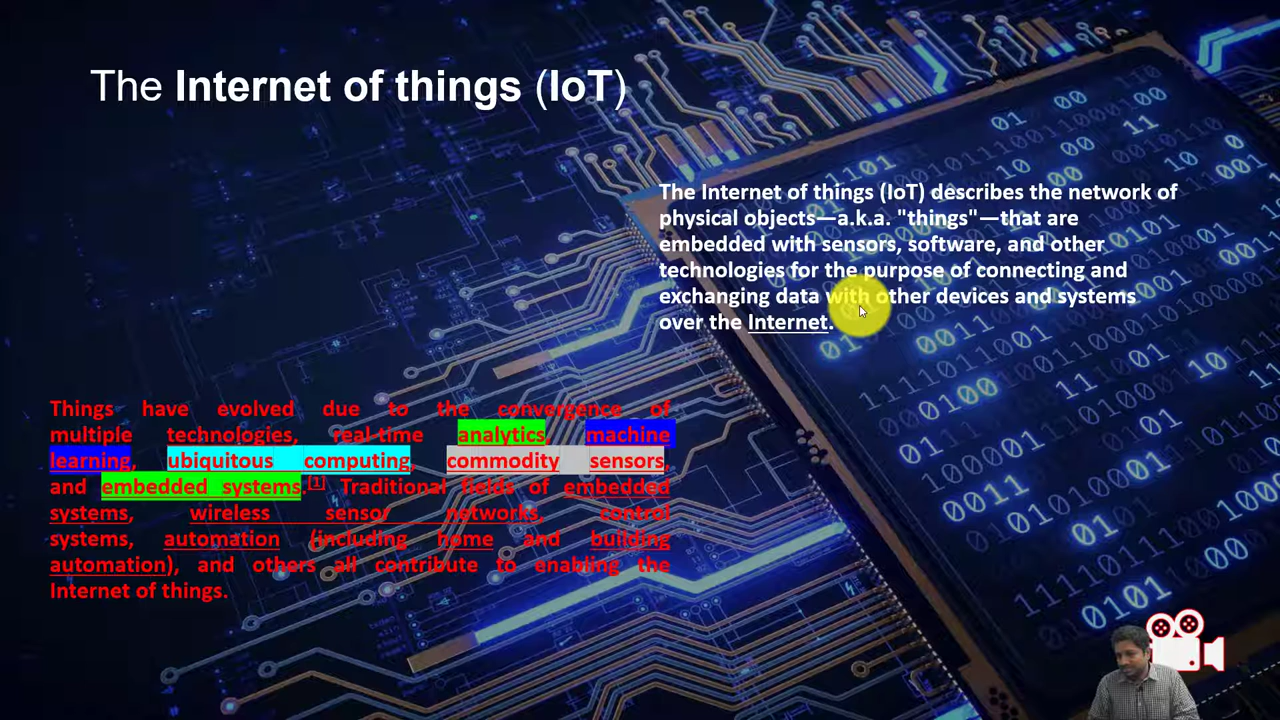 The Internet of things (IoT)
The Internet of things (IoT) describes the network of
physical objects—a.k.a. "things"—that are
embedded with sensors, software, and other
technologies for the purpose of connecting and
exchanging data with other devices and systems
over the Internet.
Things have evolved due to the convergence of
multiple technologies, real-time analytics, machine
learning, ubiquitous computing, commodity sensors,
and embedded systems.[1] Traditional fields of embedded
systems, wireless sensor networks, control
systems, automation (including home and building
automation), and others all contribute to enabling the
Internet of things.